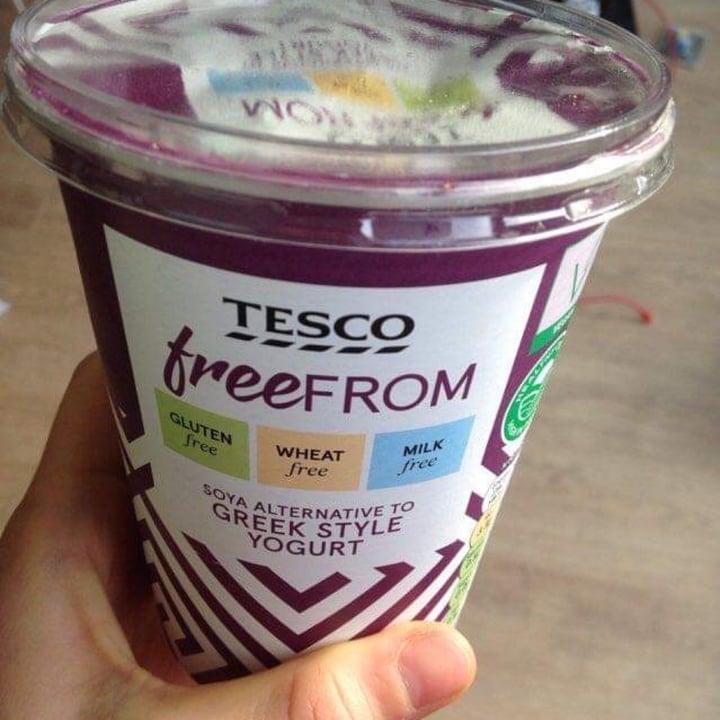 TESCO
freeFROM
GLUTEN
free
WHEAT
free
MILK
free
SOYA ALTERNATIVE TO
GREEK STYLE
YOGURT